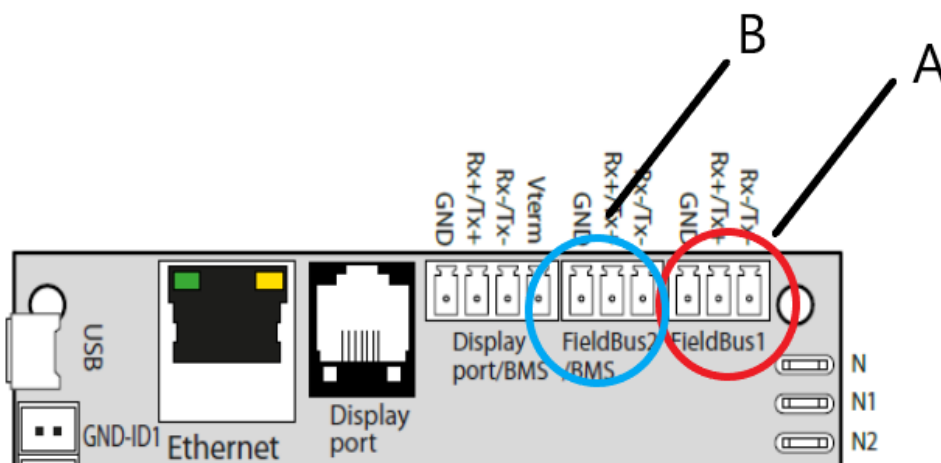 B
A
GND
Rx+/Tx+
Rx-/Tx-
Vterm
GND
Rx+/Tx-
Rx-/Tx-
GND
Rx+/Tx+
Rx-/Tx-
USB
Display
port/BMS
FieldBus2
/BMS
FieldBus1
N
N1
N2
GND-ID1
Ethernet
Display
port